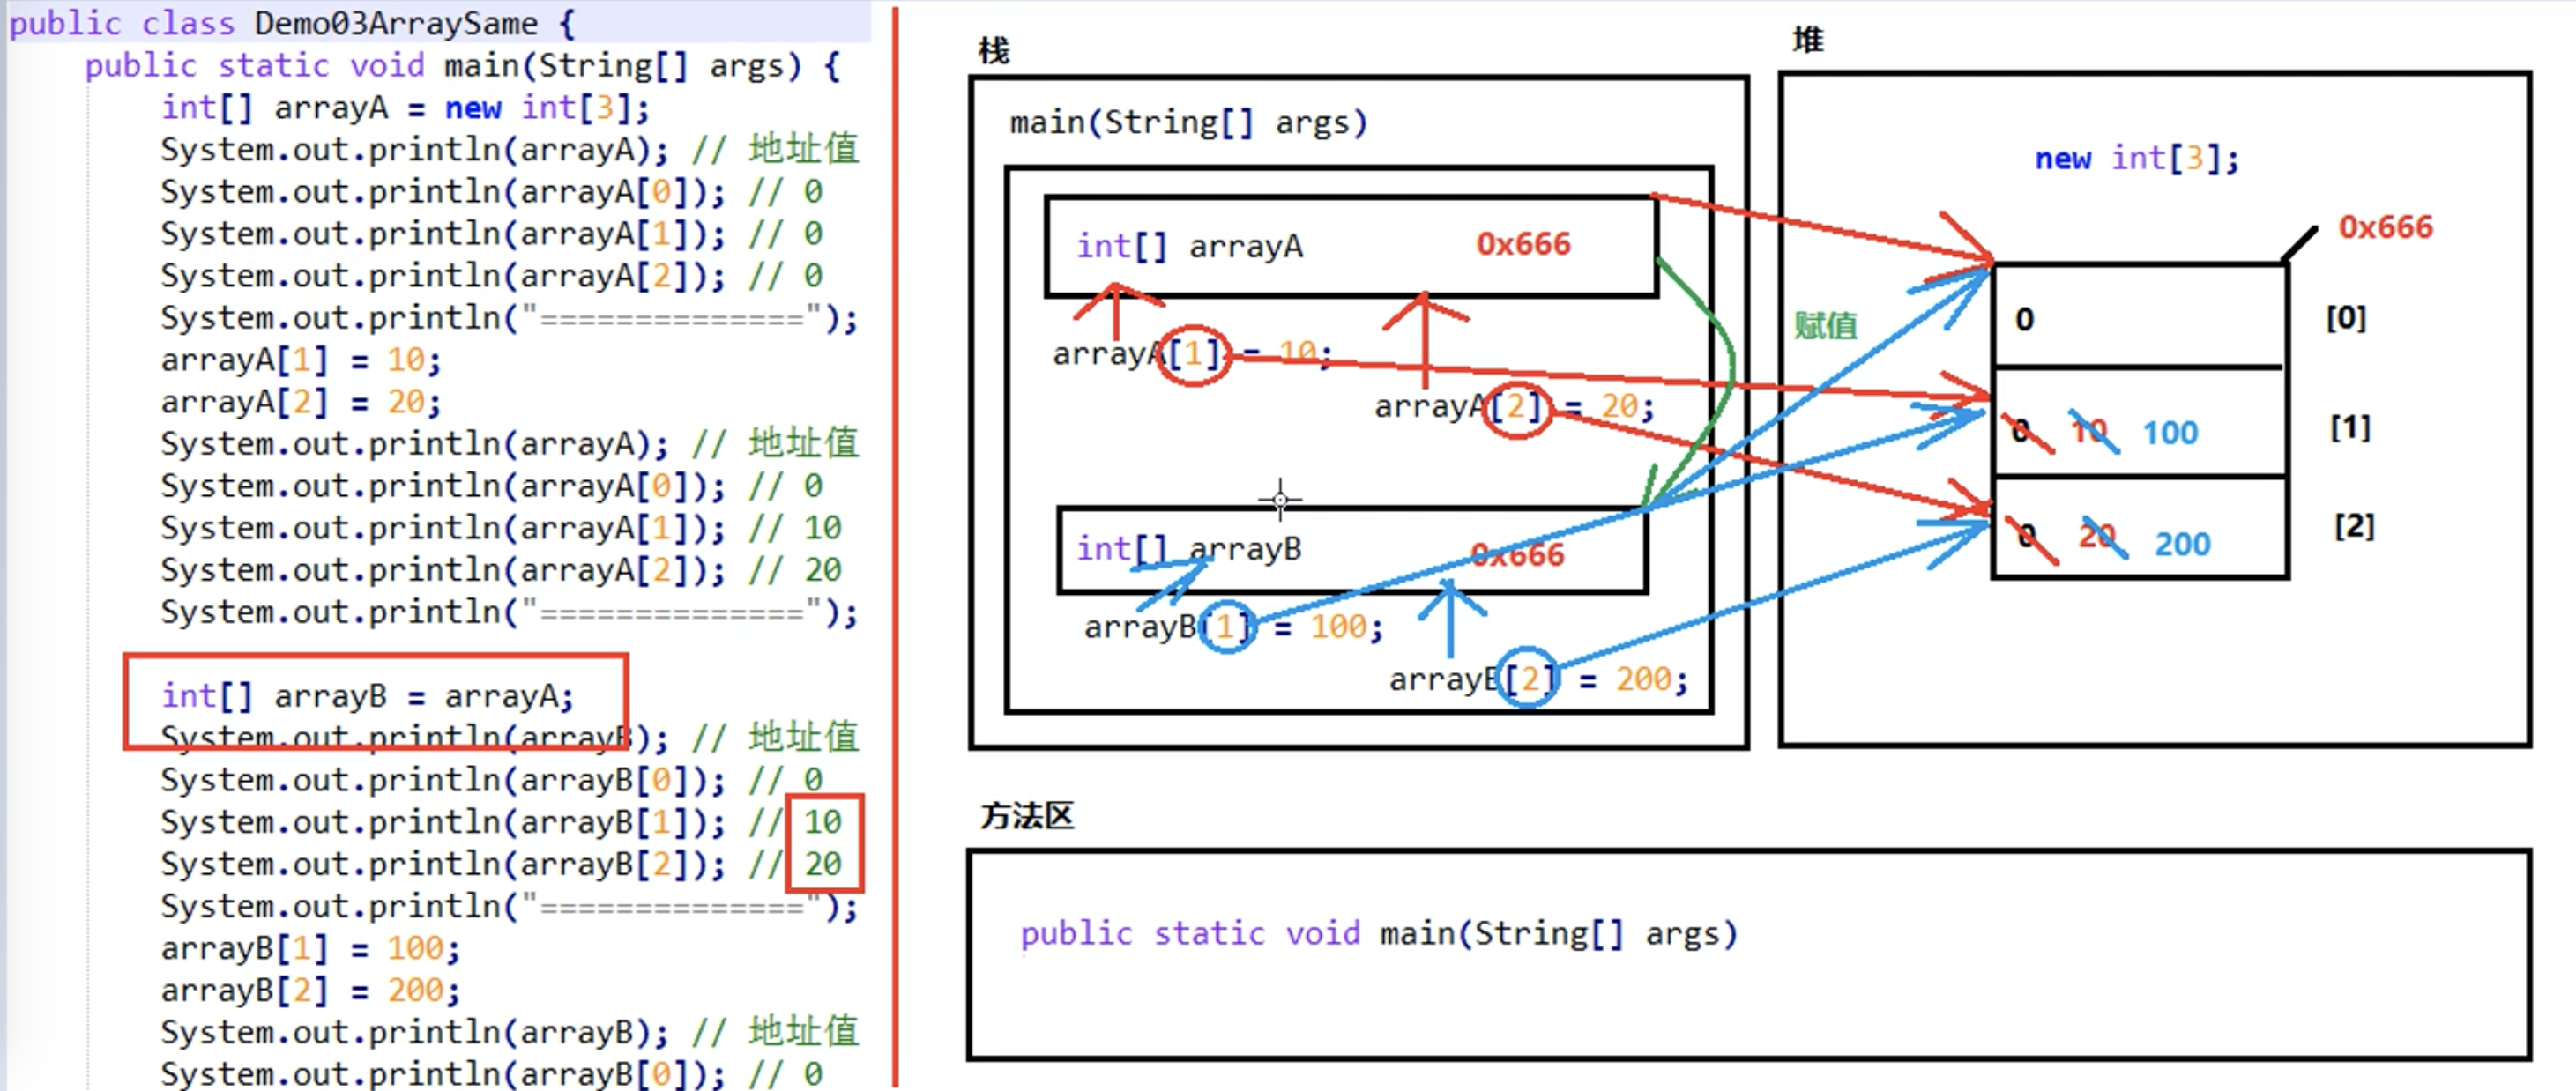 public class Demo03ArraySame {
public static void main(String[] args) {
int[] arrayA = new int[3];
System.out.println(arrayA); // 地址值
System.out.println(arrayA[0]); // 0
System.out.println(arrayA[1]); // 0
System.out.println(arrayA[2]); // 0
System.out.println("==============");
arrayA[1] = 10;
arrayA[2] = 20;
System.out.println(arrayA); // 地址值
System.out.println(arrayA[0]); // 0
System.out.println(arrayA[1]); // 10
System.out.println(arrayA[2]); // 20
System.out.println("==============");
int[] arrayB = arrayA;
System.out.println(arrayB); // 地址值
System.out.println(arrayB[0]); // 0
System.out.println(arrayB[1]); // 10
System.out.println(arrayB[2]); // 20
System.out.println("==============");
arrayB[1] = 100;
arrayB[2] = 200;
System.out.println(arrayB); // 地址值
System.out.println(arrayB[0]); // 0
栈
main(String[] args)
int[] arrayA 0x666
arrayA[1] = 10;
arrayA[2] = 20;
int[] arrayB 0x666
arrayB[1] = 100;
arrayB[2] = 200;
赋值
堆
new int[3];
0x666
0 [0]
0 10 100 [1]
0 20 200 [2]
方法区
public static void main(String[] args)